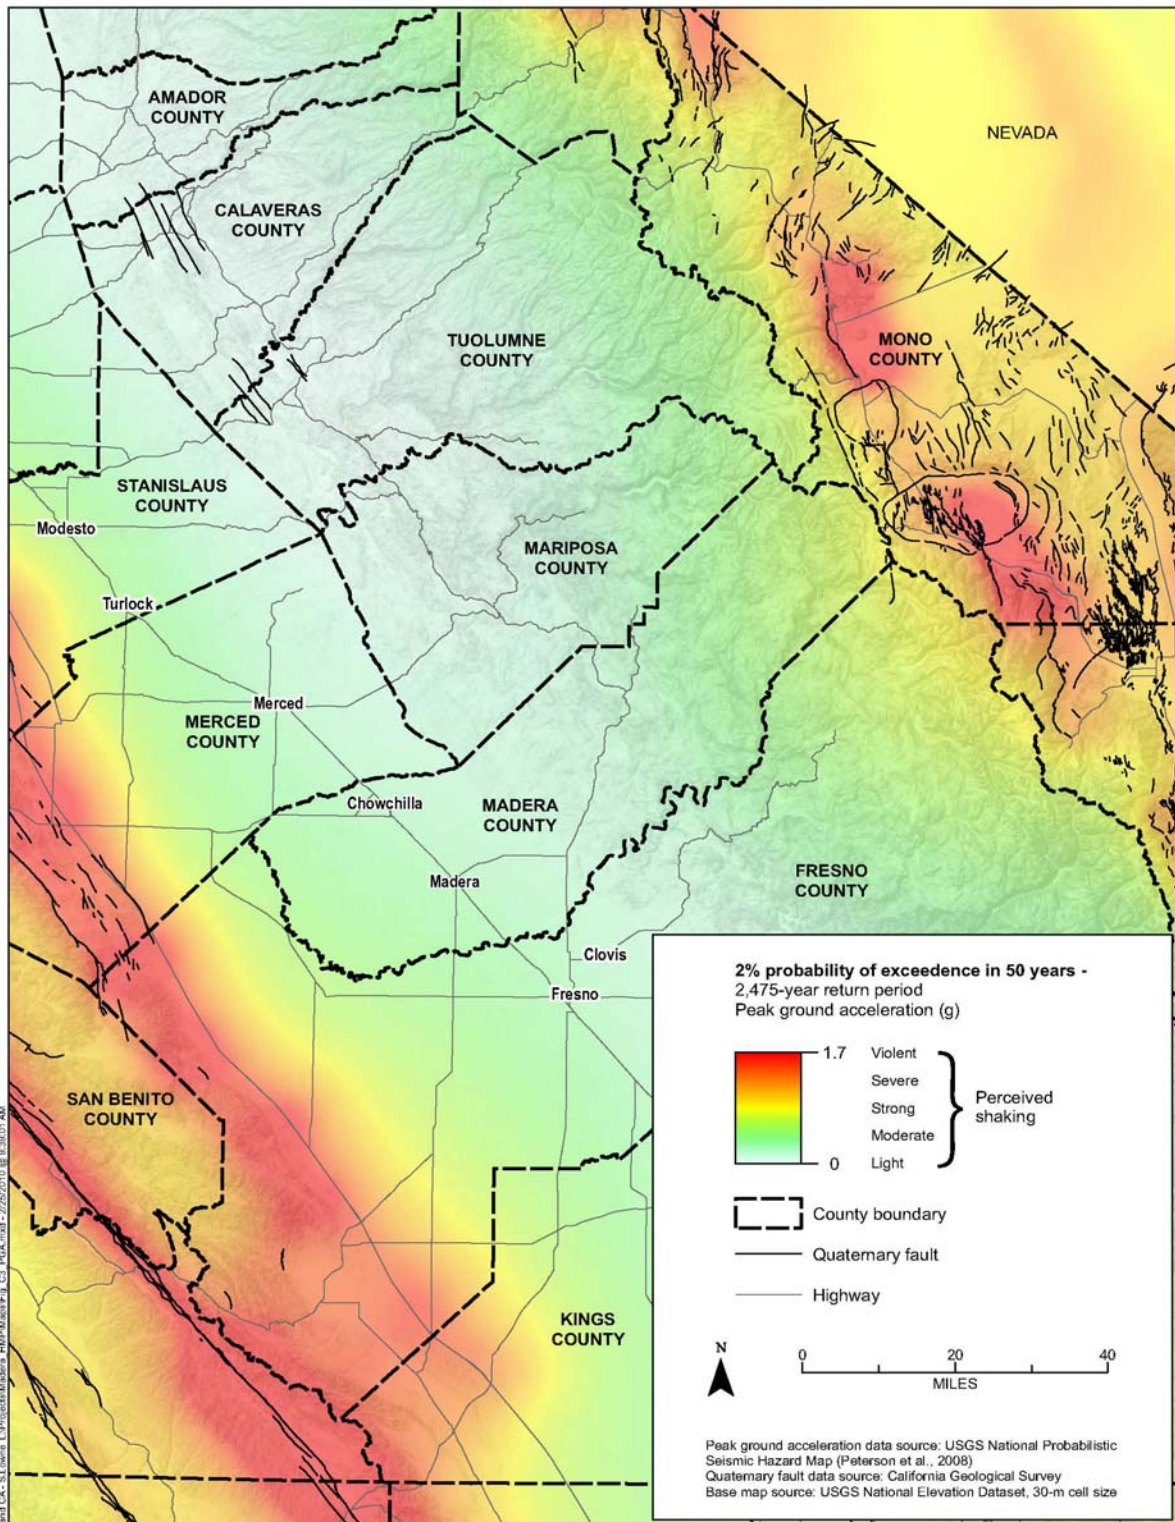 AMADOR
COUNTY
NEVADA
CALAVERAS
COUNTY
TUOLUMNE
COUNTY
MONO
COUNTY
STANISLAUS
COUNTY
Modesto
MARIPOSA
COUNTY
Turlock
Merced
MERCED
COUNTY
Chowchilla
MADERA
COUNTY
Madera
FRESNO
COUNTY
Clovis
Fresno
SAN BENITO
COUNTY
KINGS
COUNTY
2% probability of exceedence in 50 years -
2,475-year return period
Peak ground acceleration (g)
1.7 Violent
Severe
Strong
Moderate
0 Light
Perceived
shaking
County boundary
Quaternary fault
Highway
N
0 20 40
MILES
Peak ground acceleration data source: USGS National Probabilistic
Seismic Hazard Map (Peterson et al., 2008)
Quaternary fault data source: California Geological Survey
Base map source: USGS National Elevation Dataset, 30-m cell size